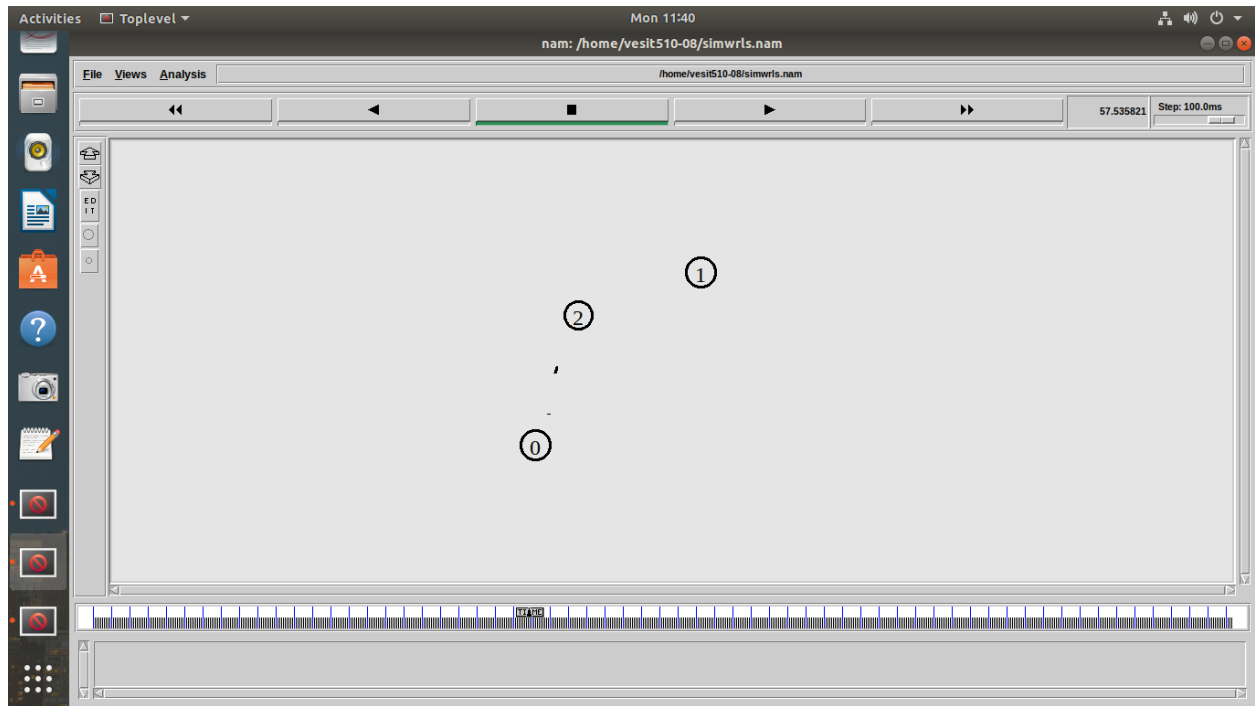 Activities Toplevel Mon 11:40
nam: /home/vesit510-08/simwrls.nam
File Views Analysis /home/vesit510-08/simwrls.nam
57.535821 Step: 100.0ms
ED
IT
1
2
0
TIME